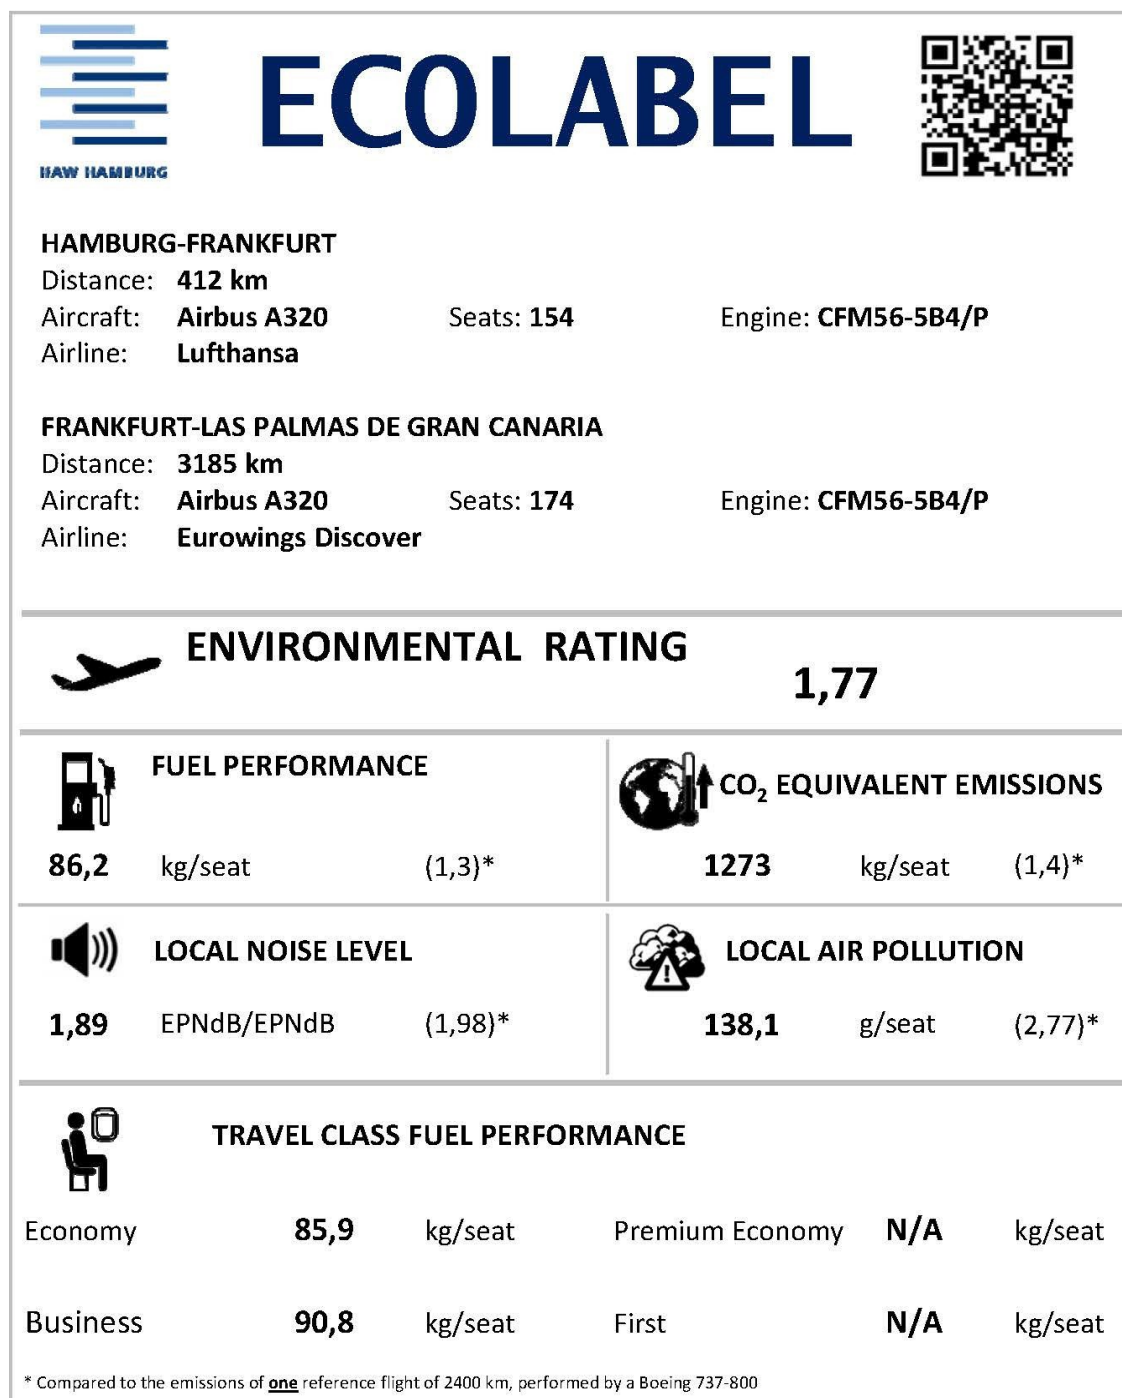 HAW HAMBURG
ECOLABEL
HAMBURG-FRANKFURT
Distance: 412 km
Aircraft: Airbus A320 Seats: 154 Engine: CFM56-5B4/P
Airline: Lufthansa
FRANKFURT-LAS PALMAS DE GRAN CANARIA
Distance: 3185 km
Aircraft: Airbus A320 Seats: 174 Engine: CFM56-5B4/P
Airline: Eurowings Discover
ENVIRONMENTAL RATING
1,77
FUEL PERFORMANCE
86,2 kg/seat (1,3)*
CO₂ EQUIVALENT EMISSIONS
1273 kg/seat (1,4)*
LOCAL NOISE LEVEL
1,89 EPNdB/EPNdB (1,98)*
LOCAL AIR POLLUTION
138,1 g/seat (2,77)*
TRAVEL CLASS FUEL PERFORMANCE
Economy 85,9 kg/seat Premium Economy N/A kg/seat
Business 90,8 kg/seat First N/A kg/seat
* Compared to the emissions of one reference flight of 2400 km, performed by a Boeing 737-800